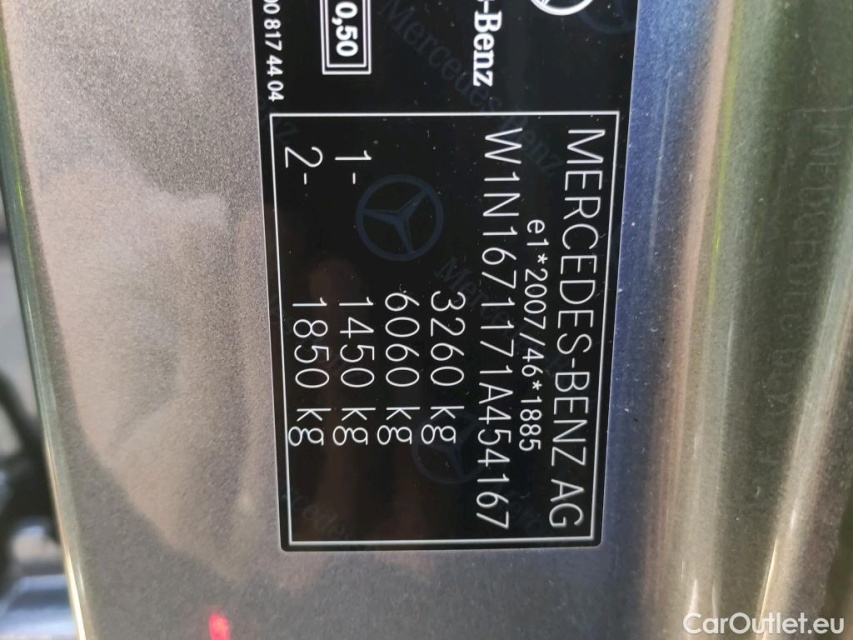 -Benz
0,50
00 817 44 04
MERCEDES-BENZ AG
e1*2007/46*1885
W1N1671171A454167
3260 kg
6060 kg
1- 1450 kg
2- 1850 kg
CarOutlet.eu